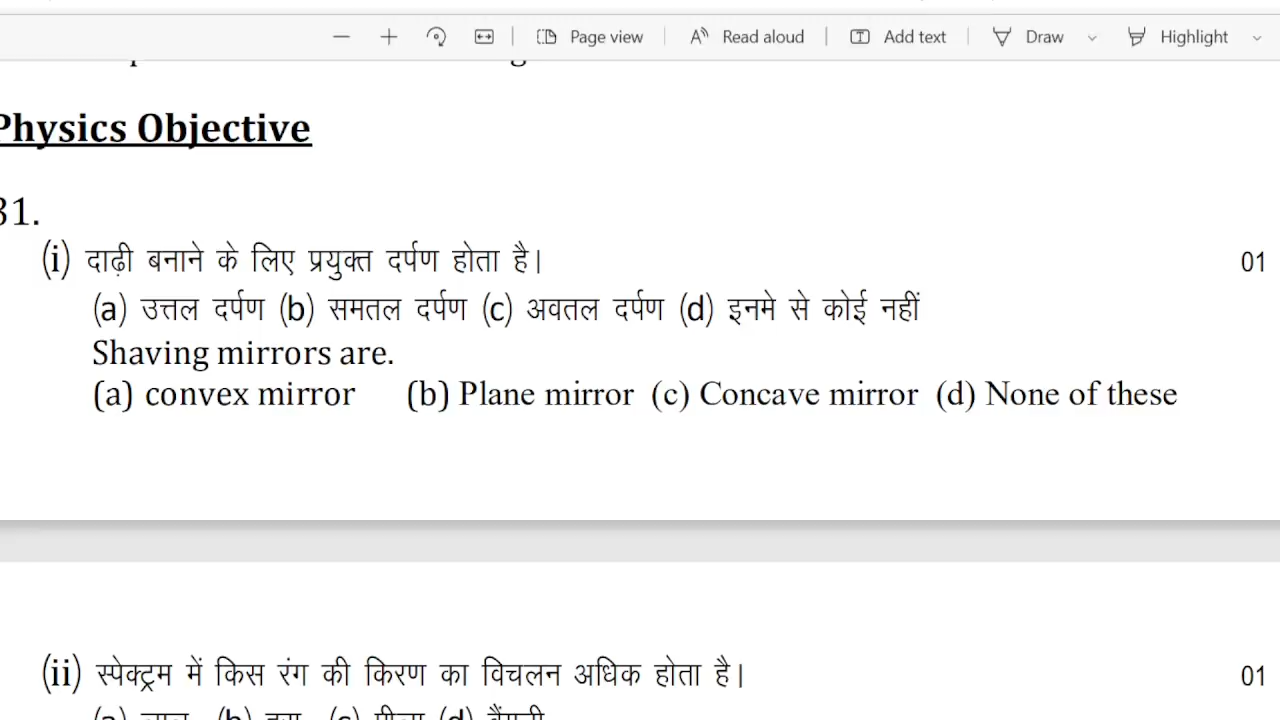 Page view Read aloud Add text Draw Highlight
Physics Objective
31.
(i) दाढ़ी बनाने के लिए प्रयुक्त दर्पण होता है। 01
(a) उत्तल दर्पण (b) समतल दर्पण (c) अवतल दर्पण (d) इनमे से कोई नहीं
Shaving mirrors are.
(a) convex mirror (b) Plane mirror (c) Concave mirror (d) None of these
(ii) स्पेक्ट्रम में किस रंग की किरण का विचलन अधिक होता है। 01
(a) लाल (b) हरा (c) पीला (d) बैंगनी